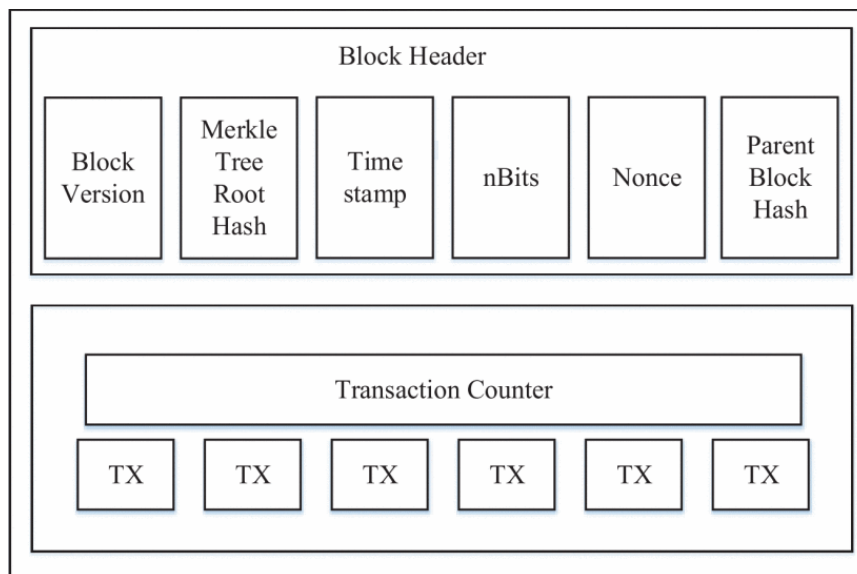 Block Header
Block
Version
Merkle
Tree
Root
Hash
Time
stamp
nBits
Nonce
Parent
Block
Hash
Transaction Counter
TX
TX
TX
TX
TX
TX